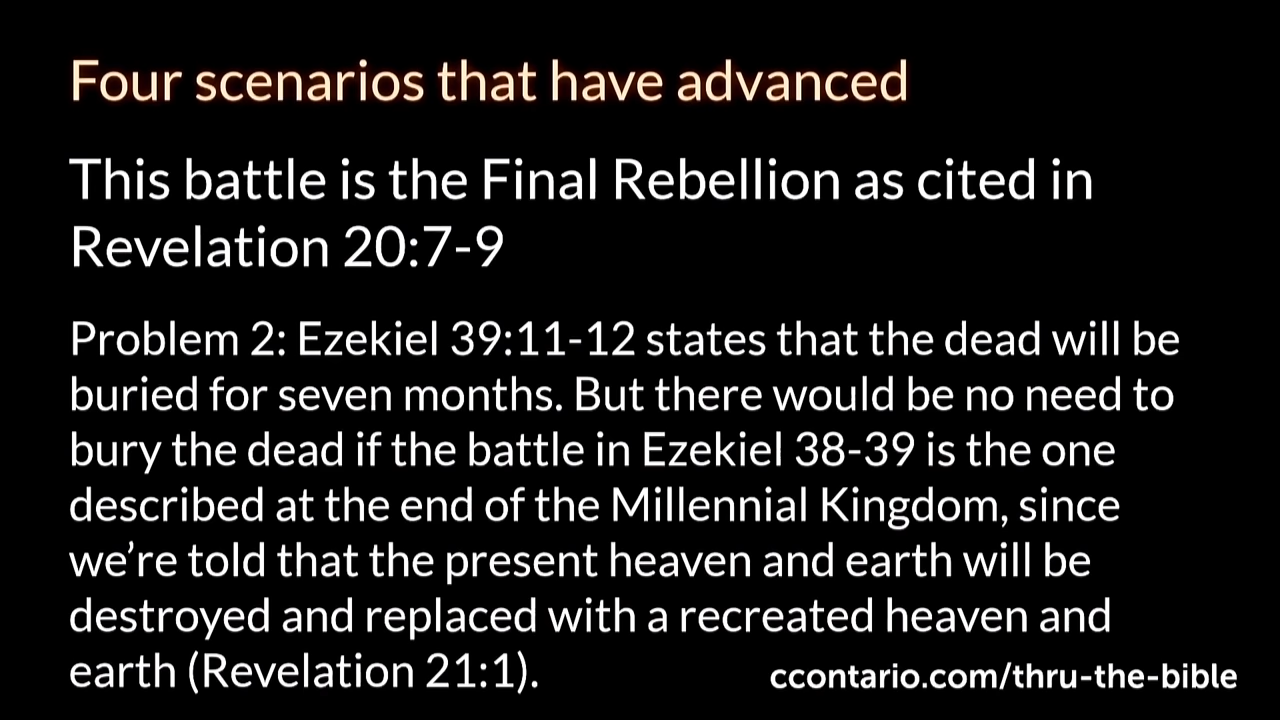 Four scenarios that have advanced
This battle is the Final Rebellion as cited in
Revelation 20:7-9
Problem 2: Ezekiel 39:11-12 states that the dead will be
buried for seven months. But there would be no need to
bury the dead if the battle in Ezekiel 38-39 is the one
described at the end of the Millennial Kingdom, since
we’re told that the present heaven and earth will be
destroyed and replaced with a recreated heaven and
earth (Revelation 21:1).
ccontario.com/thru-the-bible